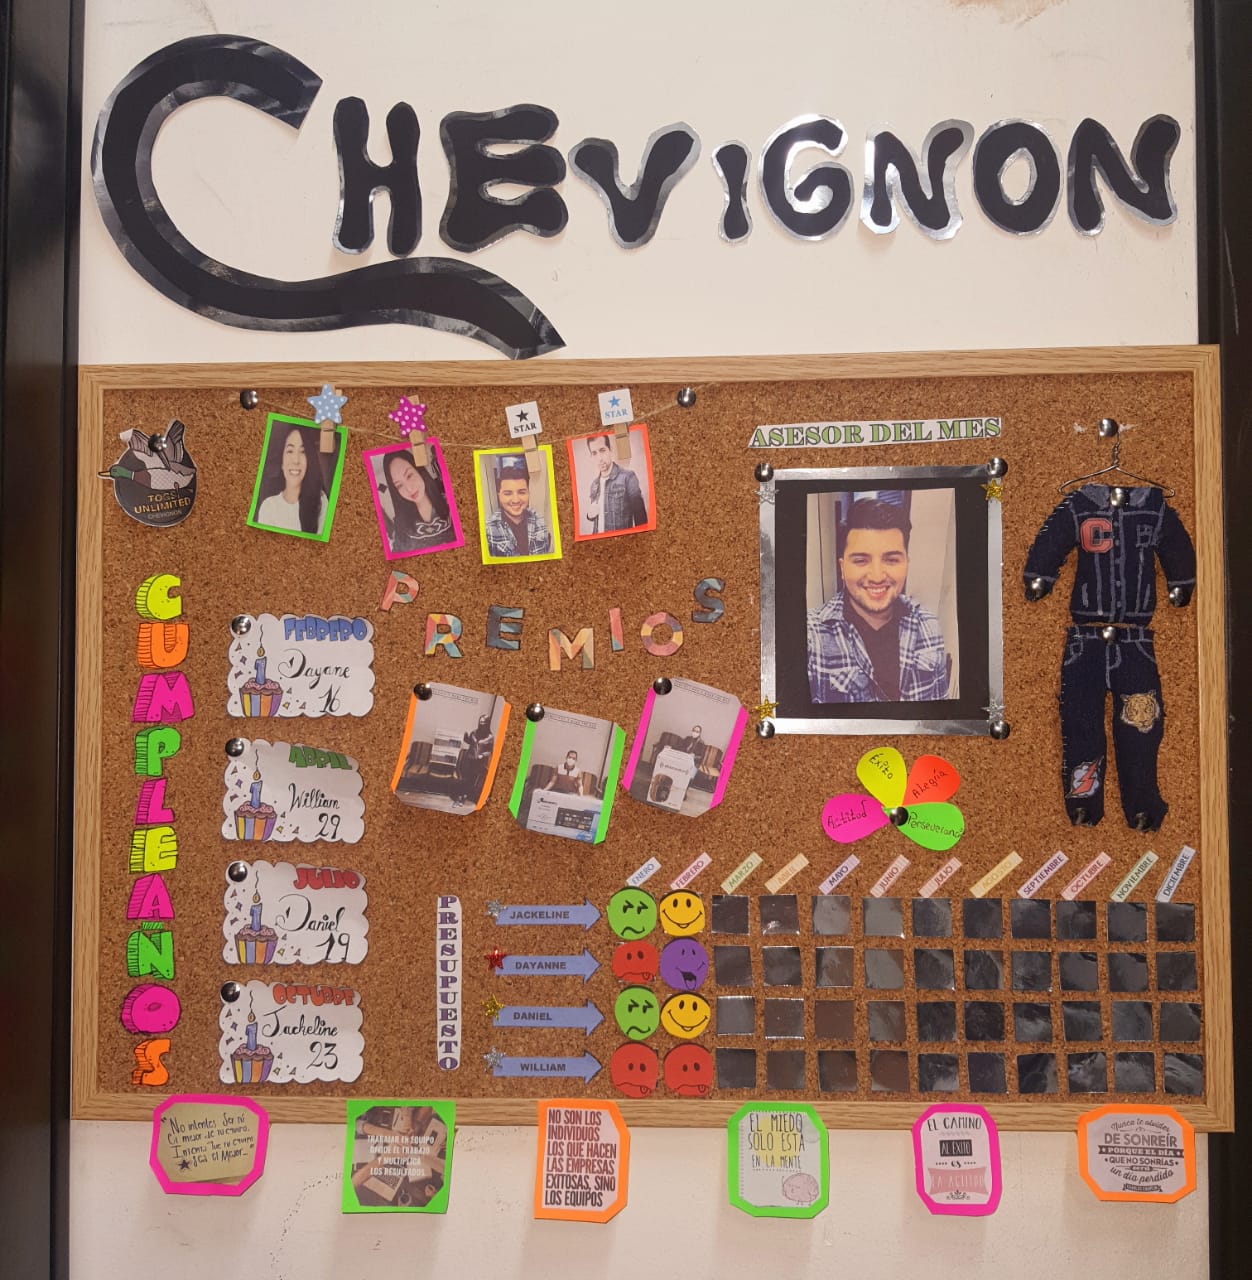 CHEVIGNON
TOGS
UNLIMITED
CHEVIGNON
STAR
STAR
ASESOR DEL MES
C
CUMPLEAÑOS
PREMIOS
FEBRERO
Dayane
16
ABRIL
William
29
JULIO
Daniel
19
OCTUBRE
Jackeline
23
Éxito
Alegría
Actitud
Perseverancia
PRESUPUESTO
ENERO
FEBRERO
MARZO
ABRIL
MAYO
JUNIO
JULIO
AGOSTO
SEPTIEMBRE
OCTUBRE
NOVIEMBRE
DICIEMBRE
JACKELINE
DAYANNE
DANIEL
WILLIAM
"No intentes Ser tú
El mejor de tu equipo,
Intenta que tu equipo
Sea El Mejor"
TRABAJAR EN EQUIPO
DIVIDE EL TRABAJO
Y MULTIPLICA
LOS RESULTADOS.
NO SON LOS
INDIVIDUOS
LOS QUE HACEN
LAS EMPRESAS
EXITOSAS, SINO
LOS EQUIPOS
EL MIEDO
SOLO ESTÁ
EN LA MENTE
EL CAMINO
AL ÉXITO
es
LA ACTITUD
Nunca te olvides
DE SONREÍR
PORQUE EL DÍA
QUE NO SONRÍAS
será
un día perdido